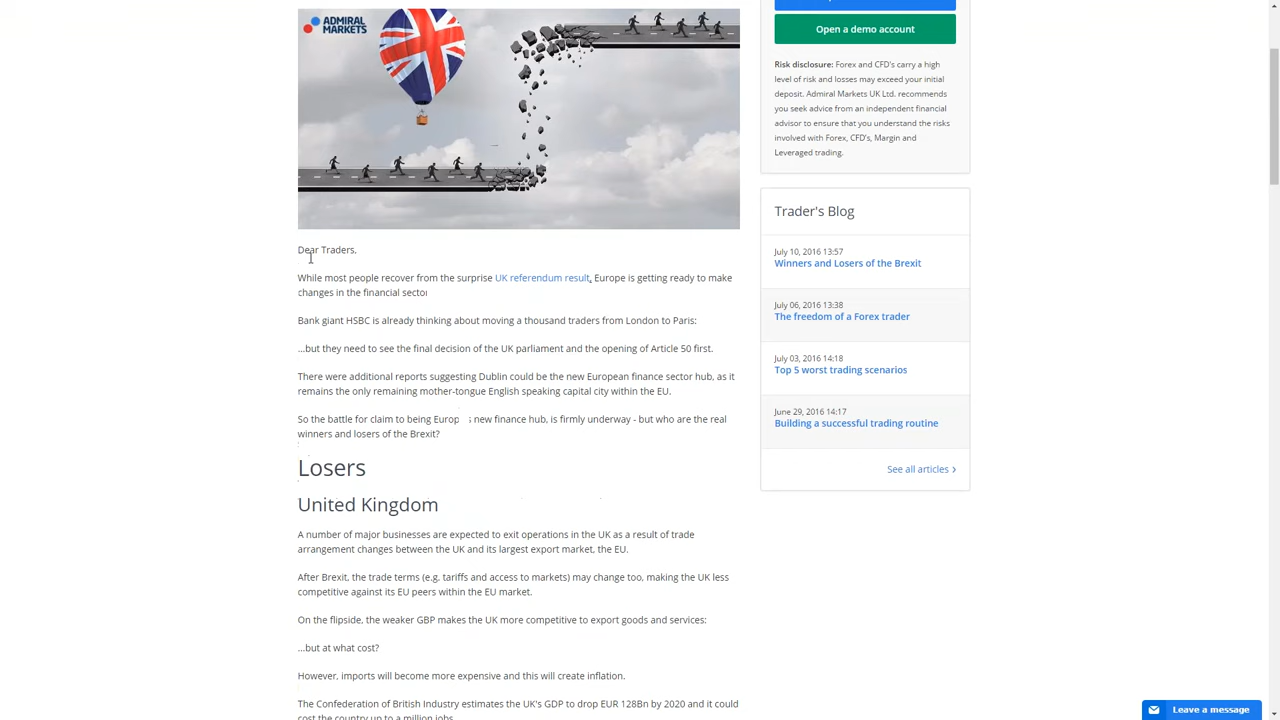 ADMIRAL
MARKETS
Dear Traders,
While most people recover from the surprise UK referendum result, Europe is getting ready to make
changes in the financial sector
Bank giant HSBC is already thinking about moving a thousand traders from London to Paris:
...but they need to see the final decision of the UK parliament and the opening of Article 50 first.
There were additional reports suggesting Dublin could be the new European finance sector hub, as it
remains the only remaining mother-tongue English speaking capital city within the EU.
So the battle for claim to being Europ s new finance hub, is firmly underway - but who are the real
winners and losers of the Brexit?
Losers
United Kingdom
A number of major businesses are expected to exit operations in the UK as a result of trade
arrangement changes between the UK and its largest export market, the EU.
After Brexit, the trade terms (e.g. tariffs and access to markets) may change too, making the UK less
competitive against its EU peers within the EU market.
On the flipside, the weaker GBP makes the UK more competitive to export goods and services:
...but at what cost?
However, imports will become more expensive and this will create inflation.
The Confederation of British Industry estimates the UK's GDP to drop EUR 128Bn by 2020 and it could
cost the country up to a million jobs
Open a demo account
Risk disclosure: Forex and CFD's carry a high
level of risk and losses may exceed your initial
deposit. Admiral Markets UK Ltd. recommends
you seek advice from an independent financial
advisor to ensure that you understand the risks
involved with Forex, CFD's, Margin and
Leveraged trading.
Trader's Blog
July 10, 2016 13:57
Winners and Losers of the Brexit
July 06, 2016 13:38
The freedom of a Forex trader
July 03, 2016 14:18
Top 5 worst trading scenarios
June 29, 2016 14:17
Building a successful trading routine
See all articles
Leave a message